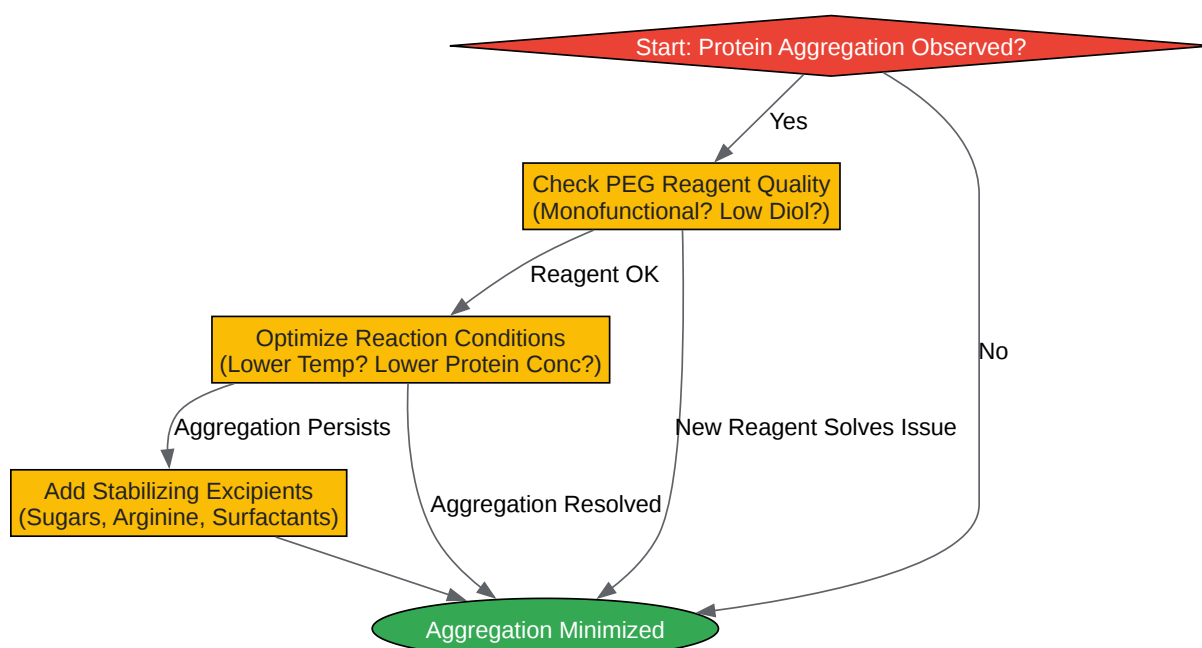 Start: Protein Aggregation Observed?
Yes
Check PEG Reagent Quality
(Monofunctional? Low Diol?)
Reagent OK
Optimize Reaction Conditions
(Lower Temp? Lower Protein Conc?)
No
Aggregation Persists
New Reagent Solves Issue
Add Stabilizing Excipients
(Sugars, Arginine, Surfactants)
Aggregation Resolved
Aggregation Minimized